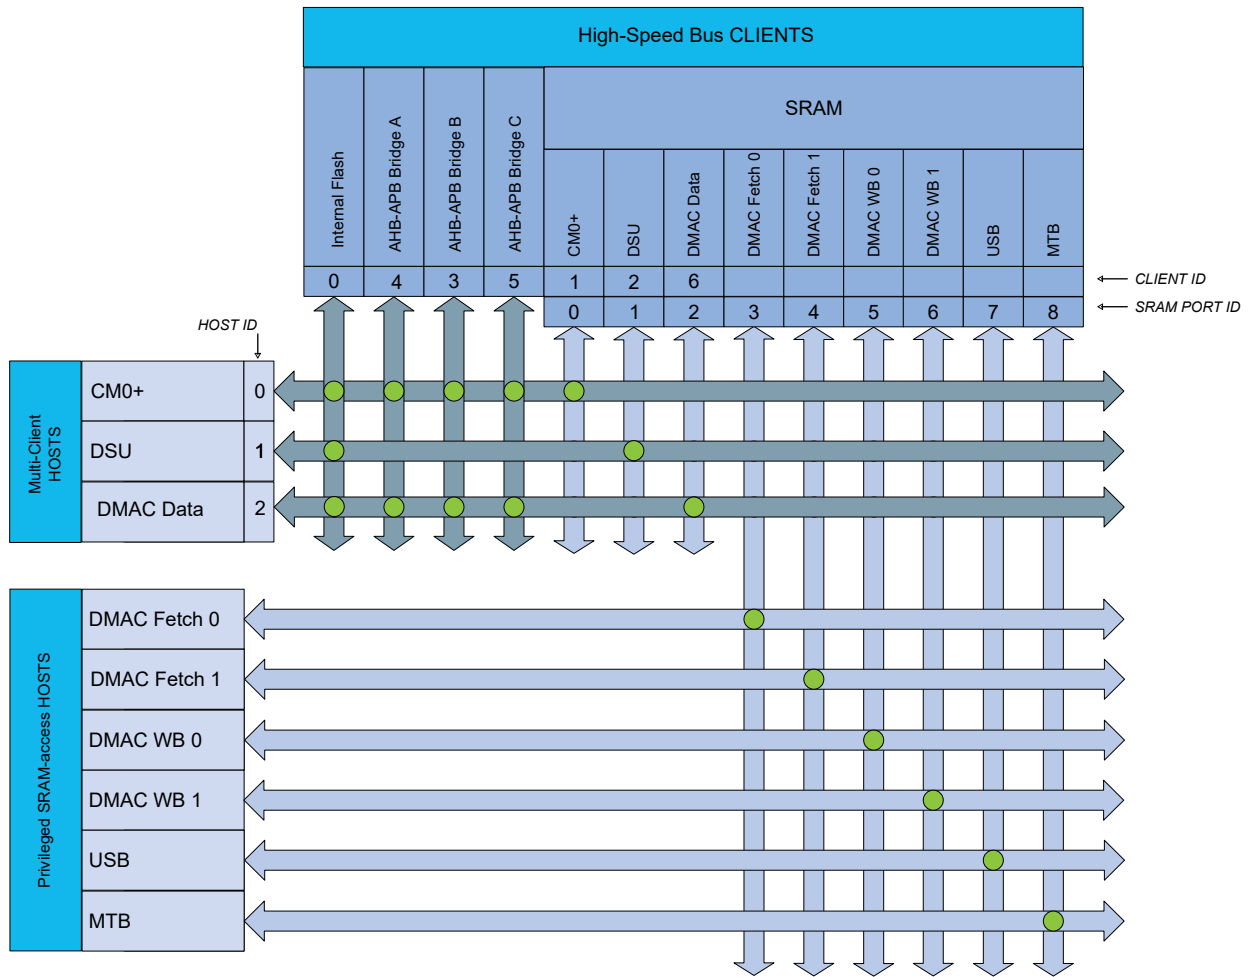 High-Speed Bus CLIENTS
SRAM
Internal Flash
AHB-APB Bridge A
AHB-APB Bridge B
AHB-APB Bridge C
CM0+
DSU
DMAC Data
DMAC Fetch 0
DMAC Fetch 1
DMAC WB 0
DMAC WB 1
USB
MTB
0 4 3 5 1 2 6 CLIENT ID
0 1 2 3 4 5 6 7 8 SRAM PORT ID
HOST ID
Multi-Client
HOSTS
CM0+ 0
DSU 1
DMAC Data 2
Privileged SRAM-access HOSTS
DMAC Fetch 0
DMAC Fetch 1
DMAC WB 0
DMAC WB 1
USB
MTB